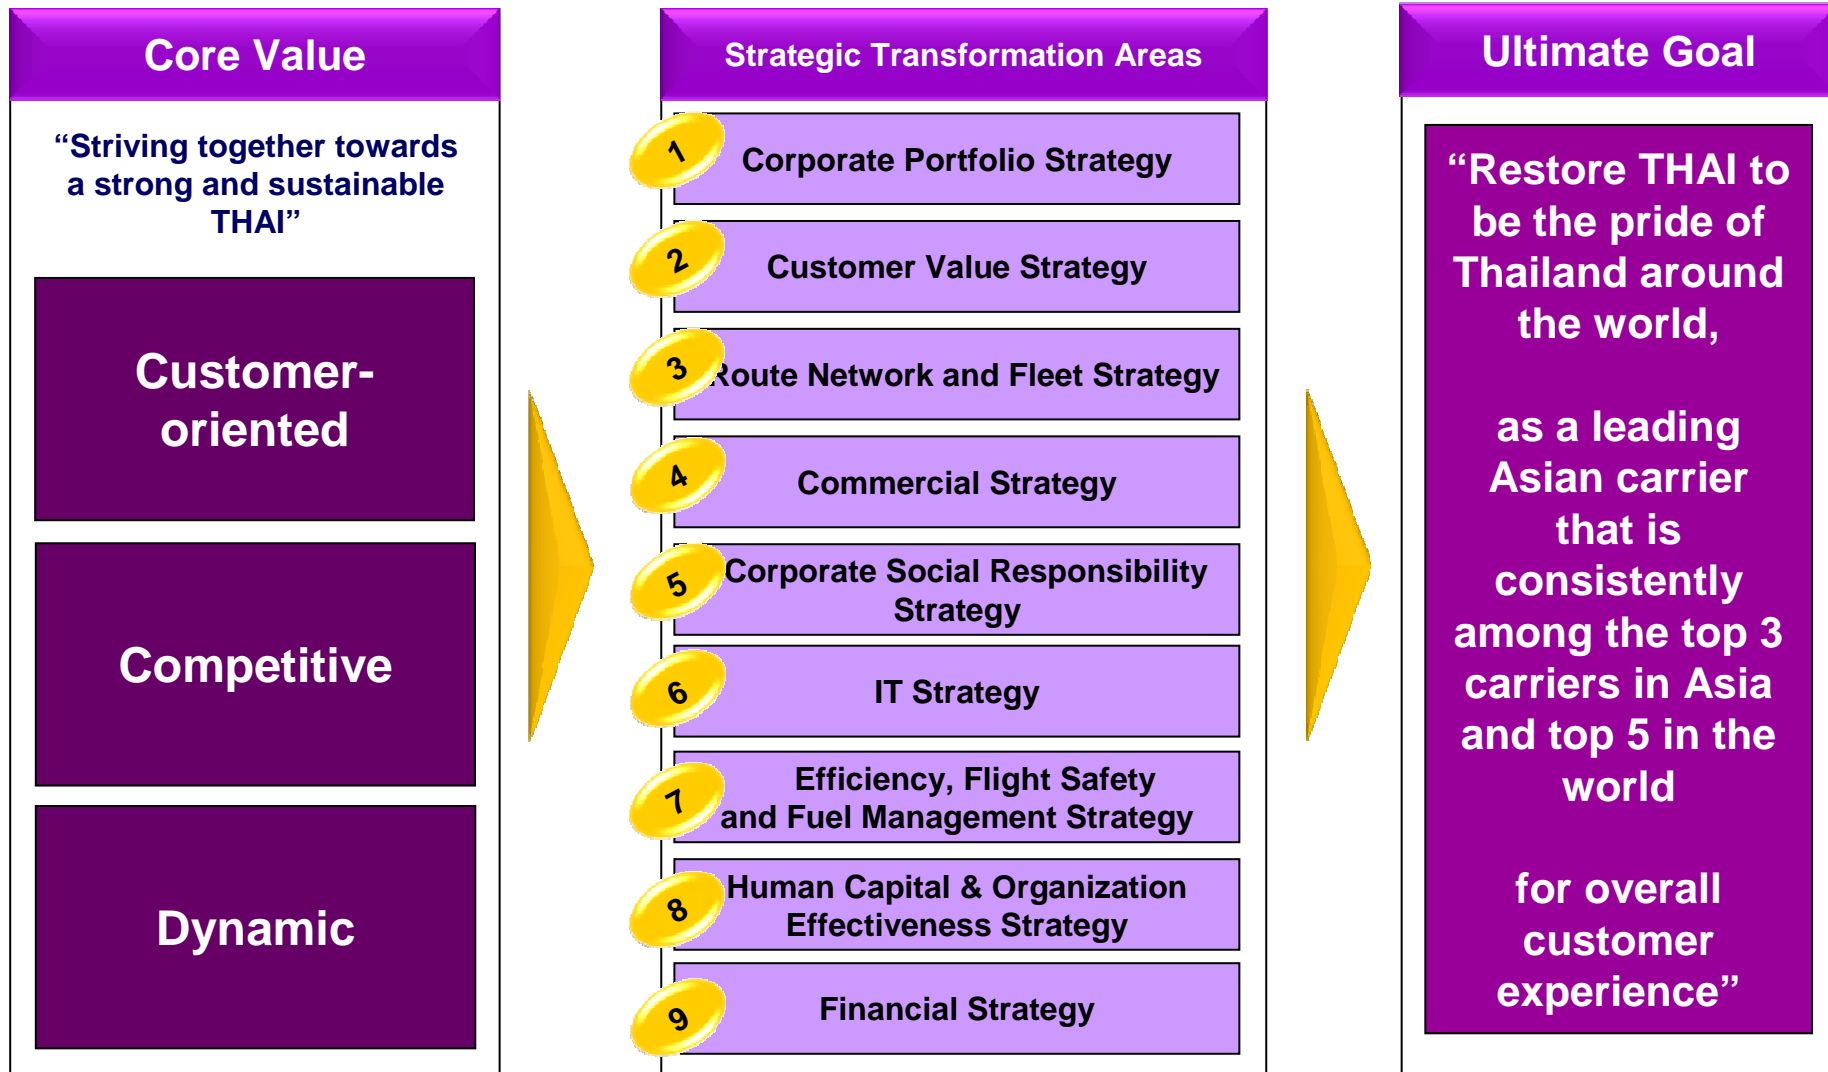 Core Value
“Striving together towards
a strong and sustainable
THAI”
Customer-
oriented
Competitive
Dynamic
Strategic Transformation Areas
1
Corporate Portfolio Strategy
2
Customer Value Strategy
3
Route Network and Fleet Strategy
4
Commercial Strategy
5
Corporate Social Responsibility
Strategy
6
IT Strategy
7
Efficiency, Flight Safety
and Fuel Management Strategy
8
Human Capital & Organization
Effectiveness Strategy
9
Financial Strategy
Ultimate Goal
“Restore THAI to
be the pride of
Thailand around
the world,
as a leading
Asian carrier
that is
consistently
among the top 3
carriers in Asia
and top 5 in the
world
for overall
customer
experience”